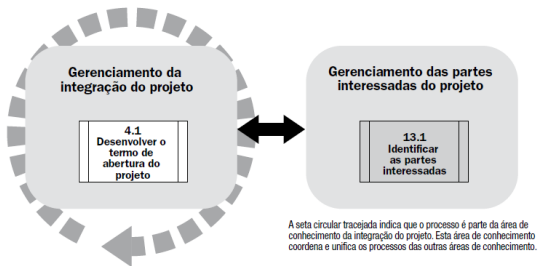 Gerenciamento da
integração do projeto
4.1
Desenvolver o
termo de
abertura do
projeto
Gerenciamento das partes
interessadas do projeto
13.1
Identificar
as partes
interessadas
A seta circular tracejada indica que o processo é parte da área de
conhecimento da integração do projeto. Esta área de conhecimento
coordena e unifica os processos das outras áreas de conhecimento.